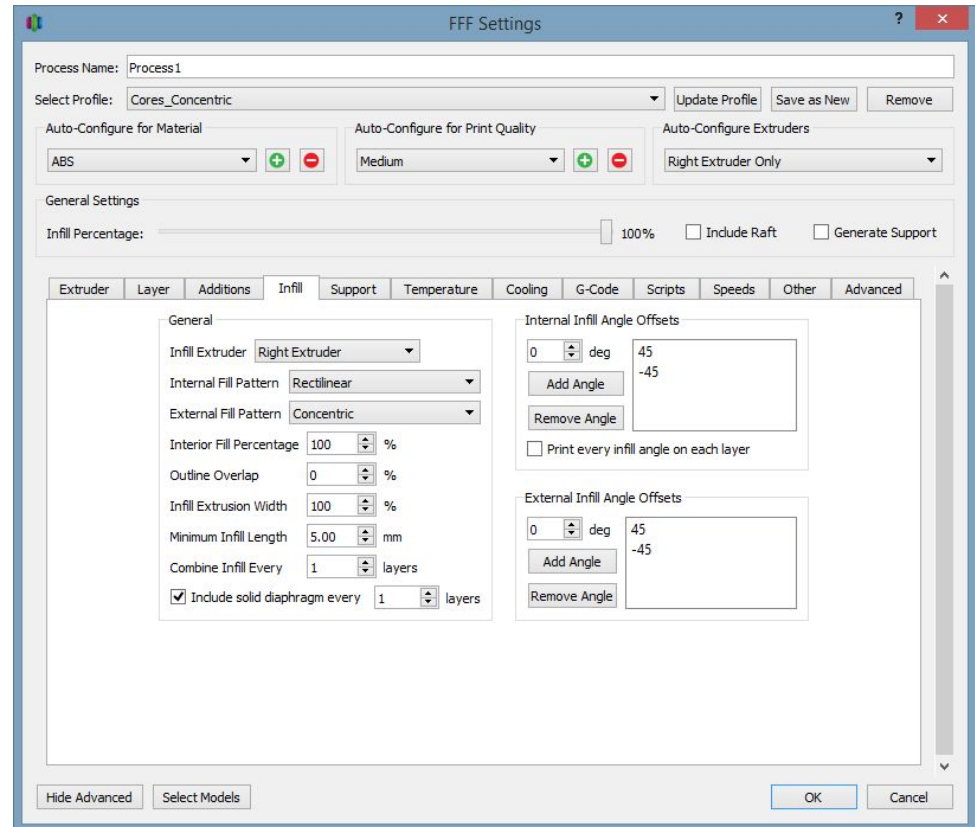 FFF Settings
?
×
Process Name: Process1
Select Profile: Cores_Concentric Update Profile Save as New Remove
Auto-Configure for Material Auto-Configure for Print Quality Auto-Configure Extruders
ABS Medium Right Extruder Only
General Settings
Infill Percentage: 100% Include Raft Generate Support
Extruder Layer Additions Infill Support Temperature Cooling G-Code Scripts Speeds Other Advanced
General
Infill Extruder Right Extruder
Internal Fill Pattern Rectilinear
External Fill Pattern Concentric
Interior Fill Percentage 100 %
Outline Overlap 0 %
Infill Extrusion Width 100 %
Minimum Infill Length 5.00 mm
Combine Infill Every 1 layers
Include solid diaphragm every 1 layers
Internal Infill Angle Offsets
0 deg 45
-45
Add Angle
Remove Angle
Print every infill angle on each layer
External Infill Angle Offsets
0 deg 45
-45
Add Angle
Remove Angle
Hide Advanced Select Models OK Cancel